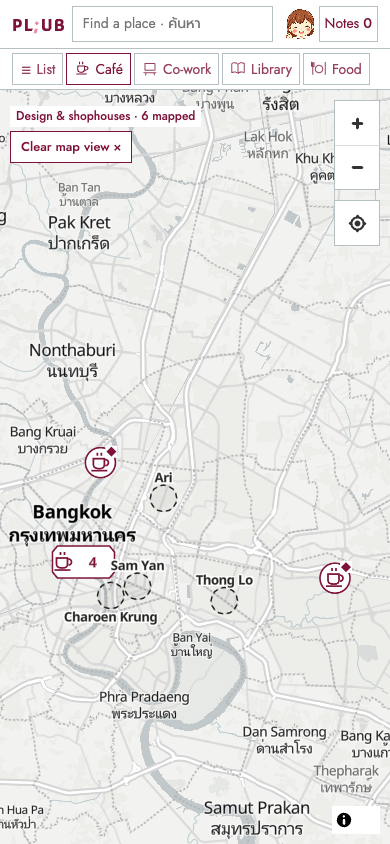 PL;UB
Find a place · ค้นหา
Notes 0
List
Café
Co-work
Library
Food
บางหลวง
บางพูน
รังสิต
Design & shophouses · 6 mapped
Clear map view ×
Lak Hok
หลักหก
Khu Kh
คูคต
Ban Tan
บ้านตาล
Pak Kret
ปากเกร็ด
Nonthaburi
นนทบุรี
Bang Kruai
บางกรวย
Ari
Bangkok
กรุงเทพมหานคร
4
Sam Yan
Thong Lo
Charoen Krung
Ban Yai
บ้านใหญ่
Phra Pradaeng
พระประแดง
Dan Samrong
ด่านสำโรง
Bang Ka
บางแก้ว
Thepharak
เทพารักษ์
n Hua Pa
านหัวป่า
Samut Prakan
สมุทรปราการ